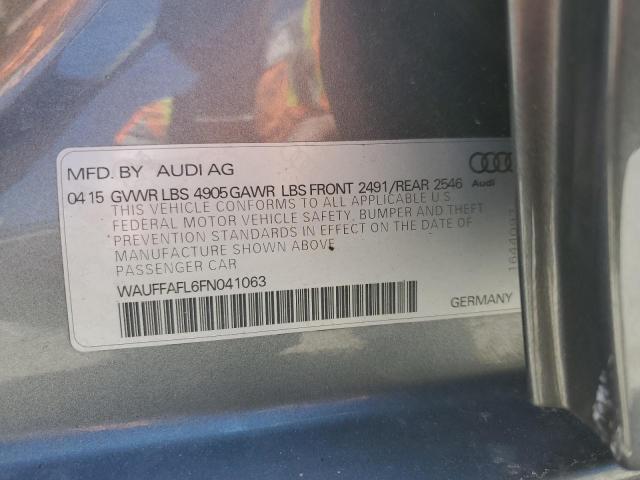 MFD. BY AUDI AG
04 15 GVWR LBS 4905 GAWR LBS FRONT 2491/REAR 2546
Audi
THIS VEHICLE CONFORMS TO ALL APPLICABLE U.S
FEDERAL MOTOR VEHICLE SAFETY, BUMPER AND THEFT
PREVENTION STANDARDS IN EFFECT ON THE DATE OF
MANUFACTURE SHOWN ABOVE
PASSENGER CAR
WAUFFAFL6FN041063
GERMANY